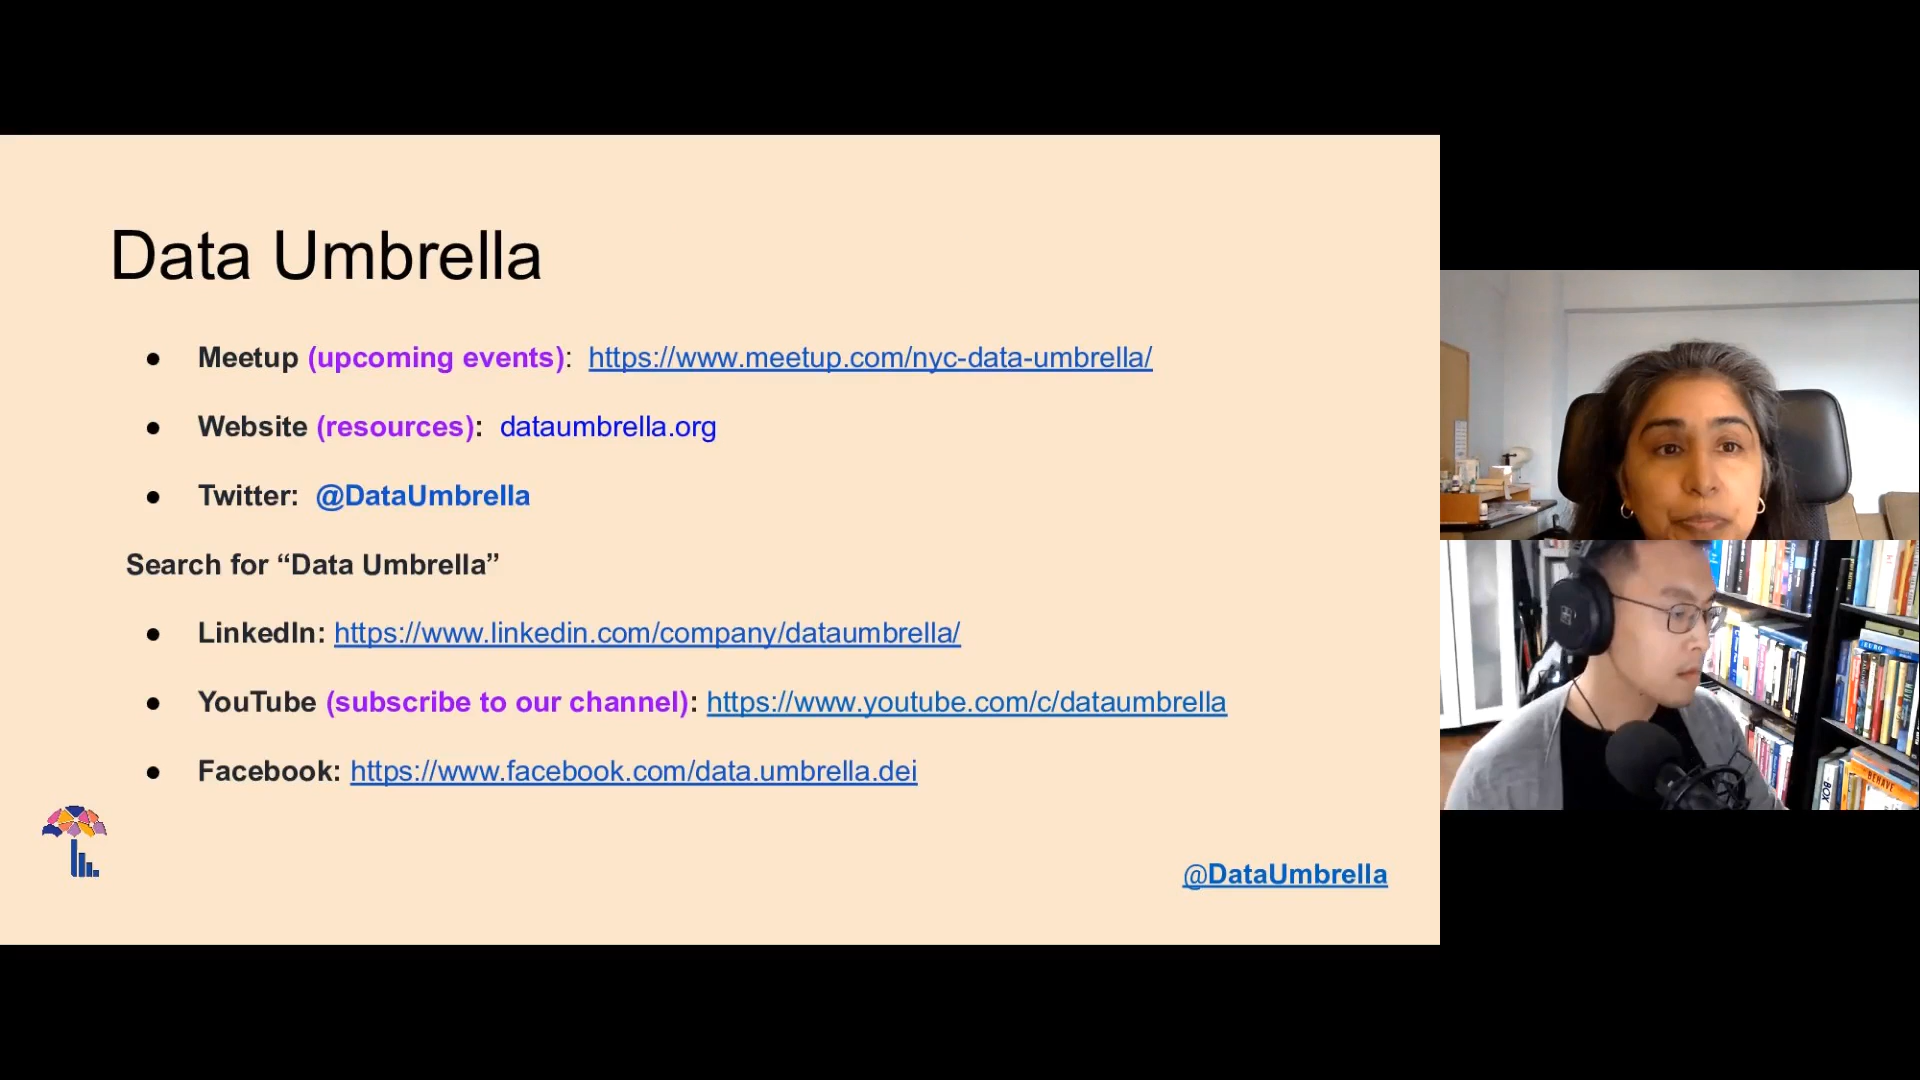 Data Umbrella
● Meetup (upcoming events): https://www.meetup.com/nyc-data-umbrella/
● Website (resources): dataumbrella.org
● Twitter: @DataUmbrella
Search for “Data Umbrella”
● LinkedIn: https://www.linkedin.com/company/dataumbrella/
● YouTube (subscribe to our channel): https://www.youtube.com/c/dataumbrella
● Facebook: https://www.facebook.com/data.umbrella.dei
@DataUmbrella
BEHAVE
BOX